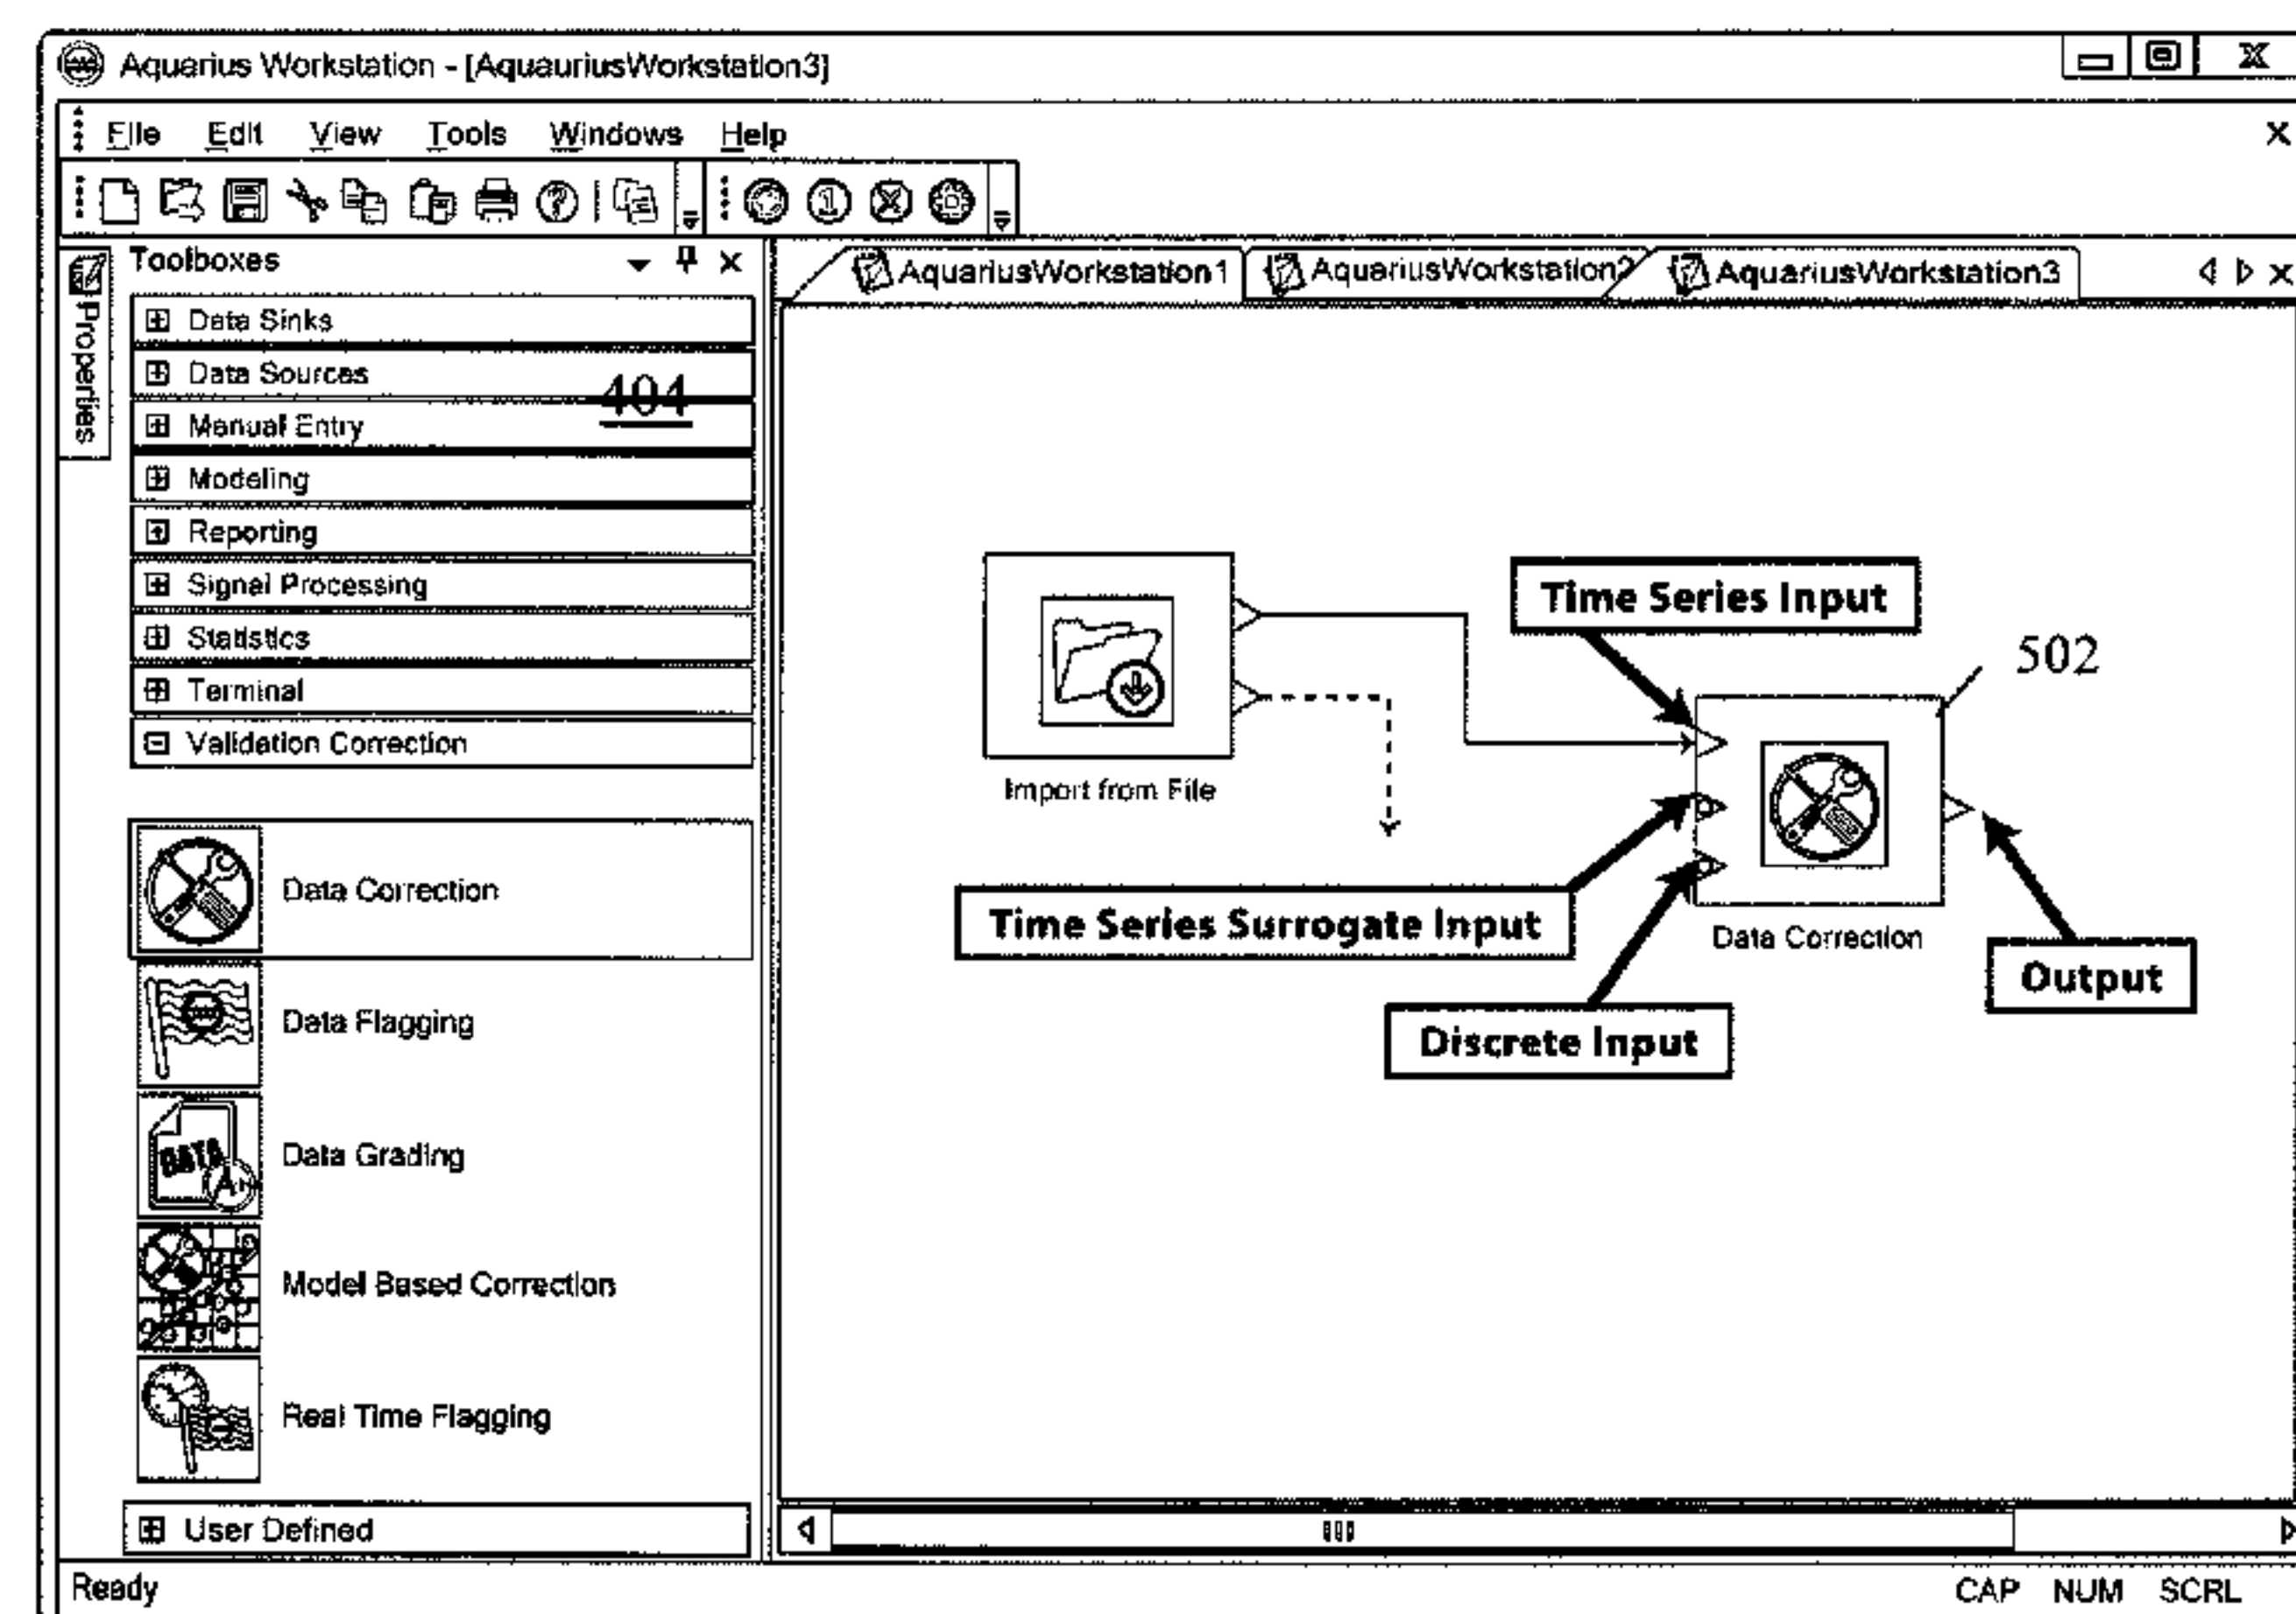 Aquarius Workstation - [AquauriusWorkstation3]
File Edit View Tools Windows Help
Properties
Toolboxes
AquariusWorkstation1
AquariusWorkstation2
AquariusWorkstation3
Data Sinks
Data Sources
404
Manual Entry
Modeling
Reporting
Signal Processing
Statistics
Terminal
Validation Correction
Data Correction
Data Flagging
DATA
A+
Data Grading
Model Based Correction
Real Time Flagging
User Defined
Import from File
Time Series Input
502
Time Series Surrogate Input
Data Correction
Discrete Input
Output
Ready
CAP NUM SCRL